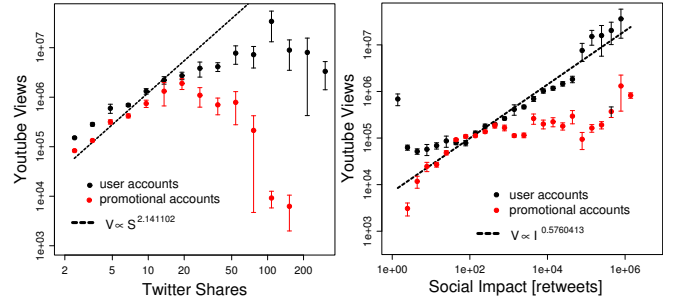 Youtube Views
1e+07
1e+06
1e+05
1e+04
1e+03
user accounts
promotional accounts
V∝ S^2.141102
2 5 10 20 50 100 200
Twitter Shares
Youtube Views
1e+07
1e+06
1e+05
1e+04
1e+03
user accounts
promotional accounts
V∝ I^0.5760413
1e+00 1e+02 1e+04 1e+06
Social Impact [retweets]